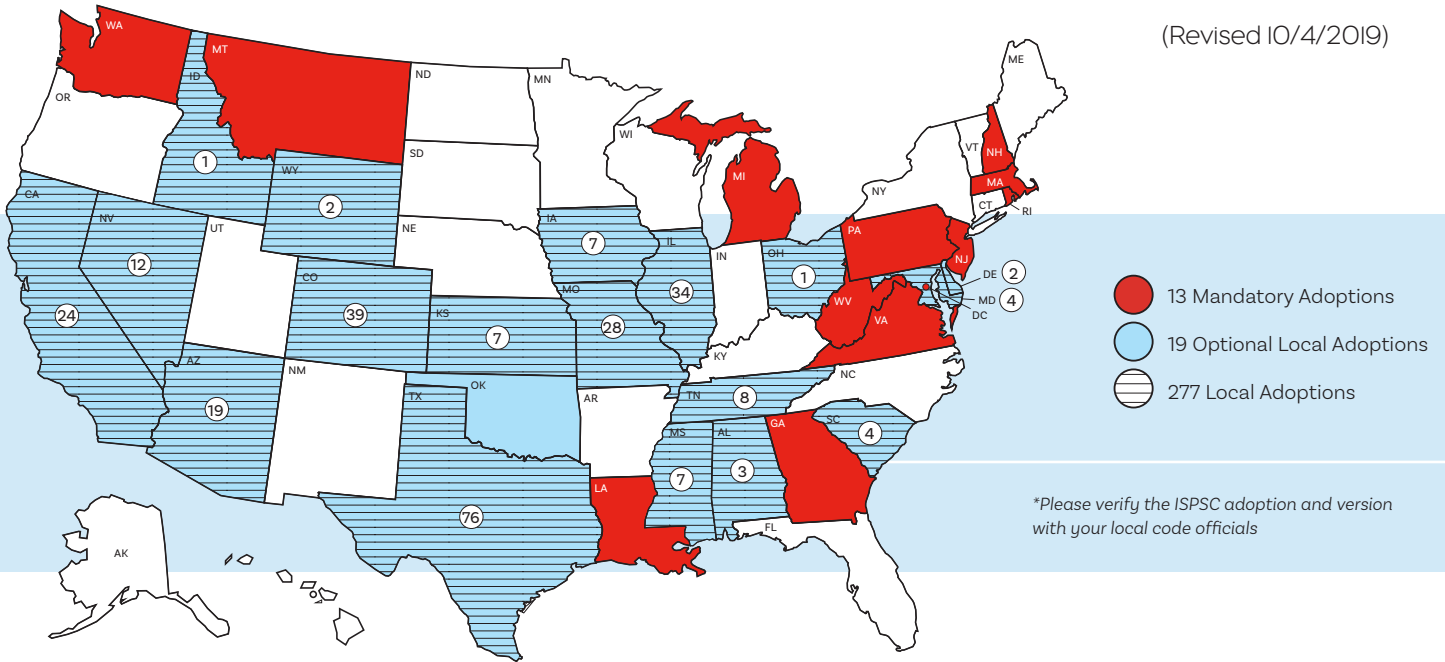 (Revised 10/4/2019)
WA
MT
ND
MN
ME
OR
ID
1
SD
WI
VT
NH
MI
MA
NY
CT
RI
WY
2
CA
NV
UT
NE
IA
7
IL
PA
12
CO
IN
OH
1
NJ
DE 2
MD 4
DC
24
39
KS
7
MO
28
34
WV
VA
KY
AZ
19
NM
OK
TX
AR
TN
8
NC
MS
7
AL
3
GA
SC
4
LA
76
FL
AK
13 Mandatory Adoptions
19 Optional Local Adoptions
277 Local Adoptions
*Please verify the ISPSC adoption and version
with your local code officials